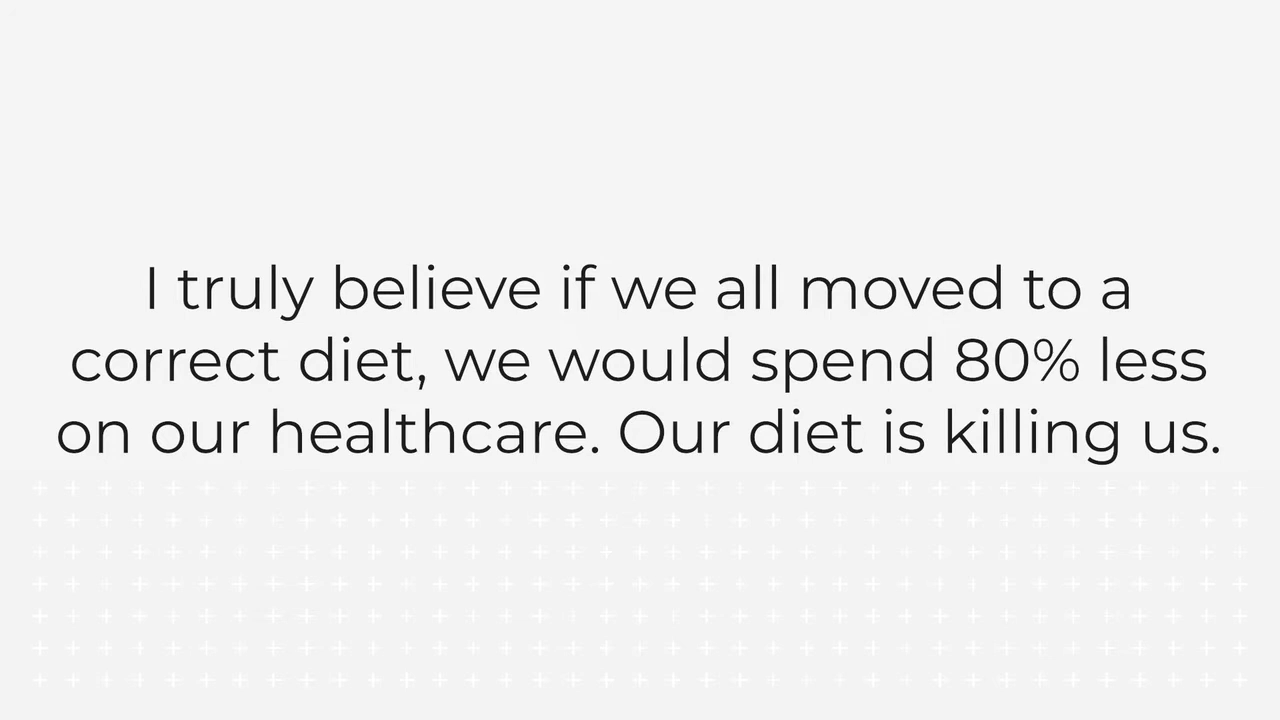 I truly believe if we all moved to a
correct diet, we would spend 80% less
on our healthcare. Our diet is killing us.